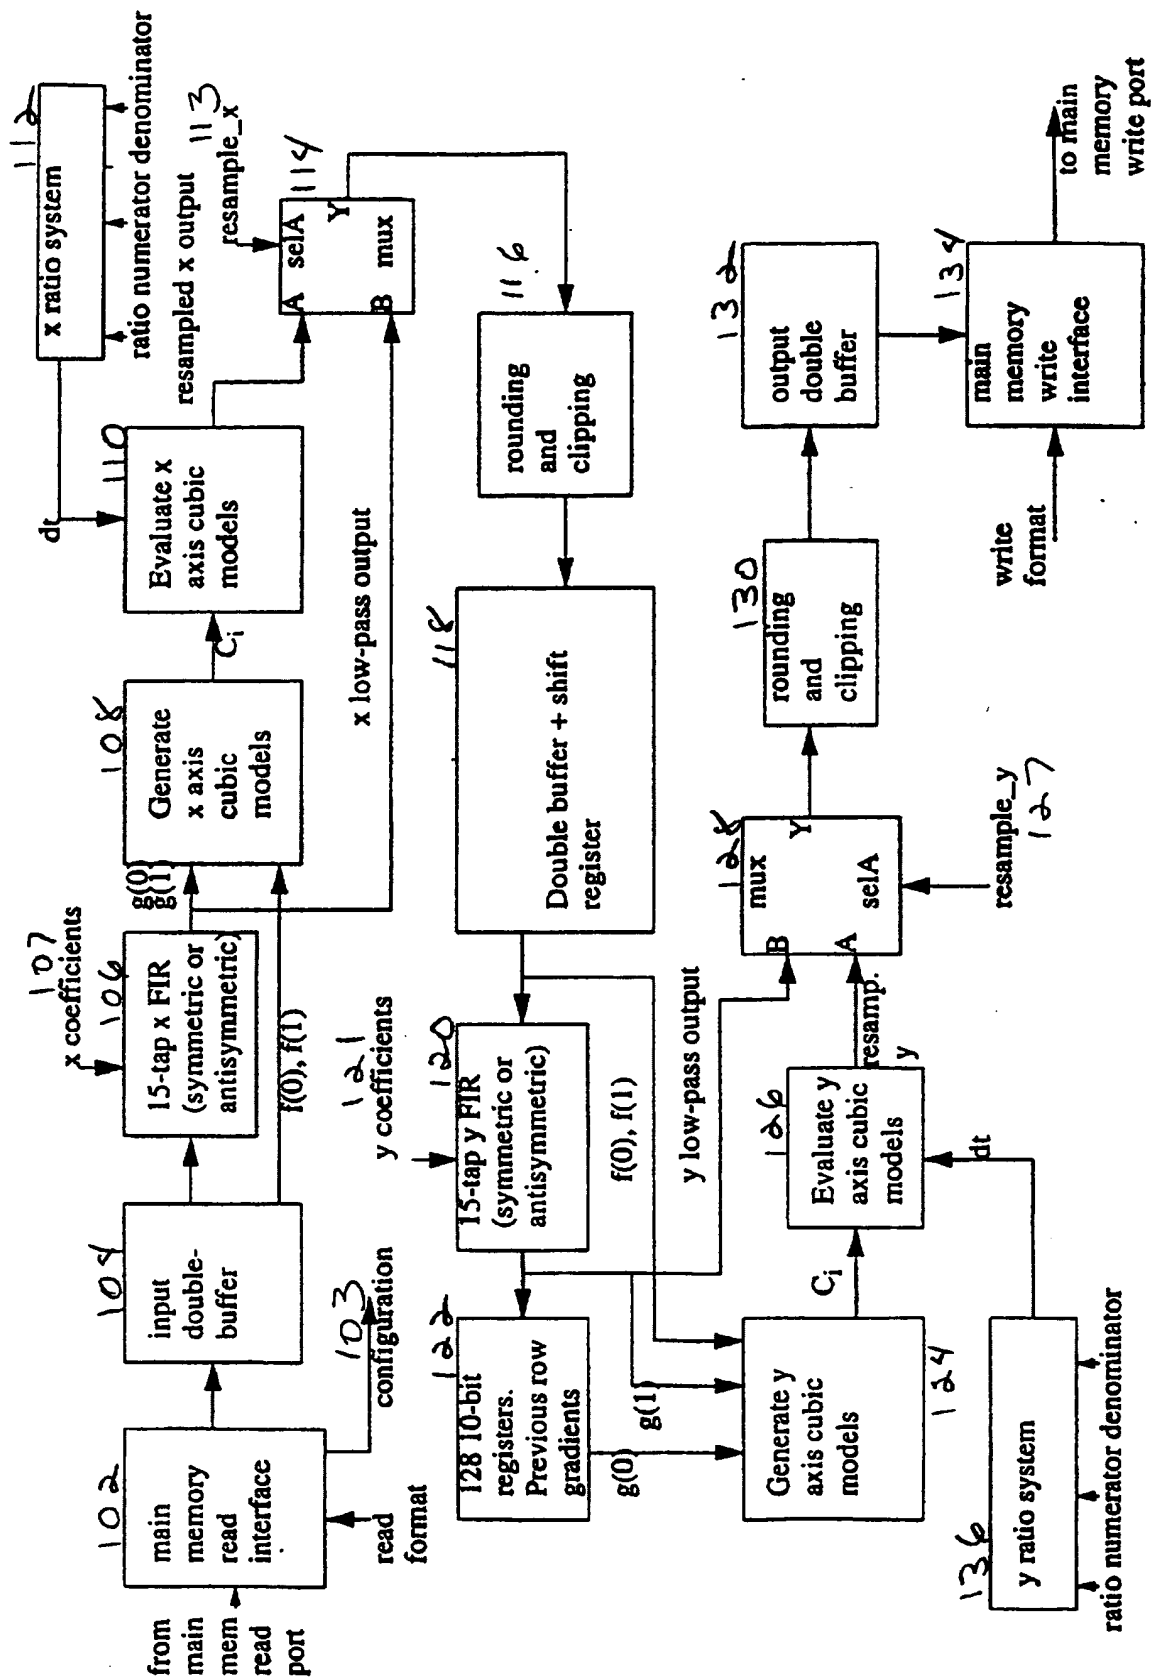 from
main
mem
read
port
102
main
memory
read
interface
read
format
103
configuration
104
input
double-
buffer
107
x coefficients
106
15-tap x FIR
(symmetric or
antisymmetric)
f(0), f(1)
g(0)
g(1)
108
Generate
x axis
cubic
models
Ci
x low-pass output
110
Evaluate x
axis cubic
models
dt
112
x ratio system
ratio numerator denominator
resampled x output
113
resample_x
114
A
selA
Y
B
mux
116
rounding
and
clipping
118
Double buffer + shift
register
121
y coefficients
120
15-tap y FIR
(symmetric or
antisymmetric)
f(0), f(1)
y low-pass output
122
128 10-bit
registers.
Previous row
gradients
g(0)
g(1)
Generate y
axis cubic
models
124
Ci
126
Evaluate y
axis cubic
models
dt
136
y ratio system
ratio numerator denominator
resamp.
y
128
B
mux
Y
A
selA
resample_y
127
130
rounding
and
clipping
132
output
double
buffer
134
main
memory
write
interface
write
format
to main
memory
write port